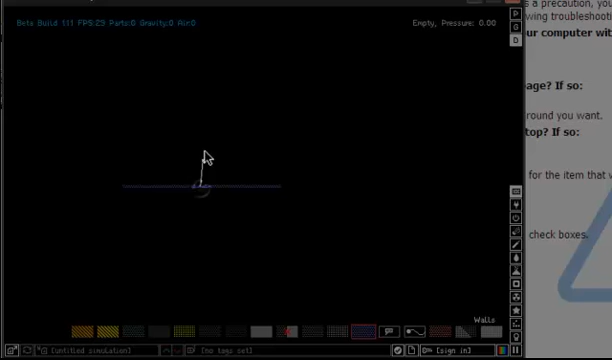 s a precaution, you
Beta Build 111 FPS:23 Parts:0 Gravity:0 Air:0
Empty, Pressure: 0.00
P
G
D
wing troubleshooti
ur computer wit
age? If so:
round you want.
top? If so:
for the item that w
check boxes.
Walls
[untitled simulation]
[no tags set]
[sign in]